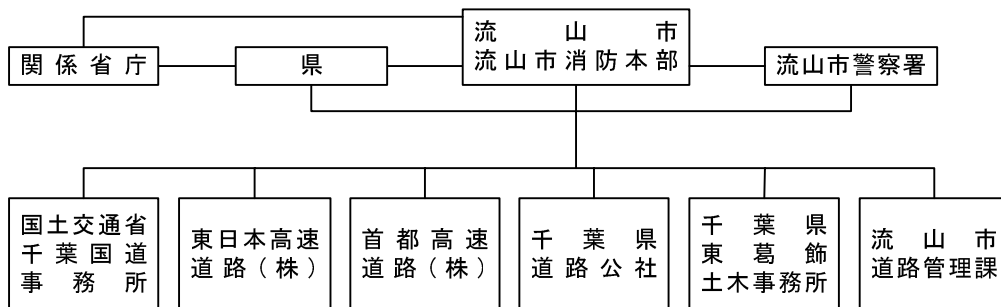 流山市
流山市消防本部
関係省庁
県
流山市警察署
国土交通省
千葉国道
事務所
東日本高速
道路（株）
首都高速
道路（株）
千葉県
道路公社
千葉県
東葛飾
土木事務所
流山市
道路管理課